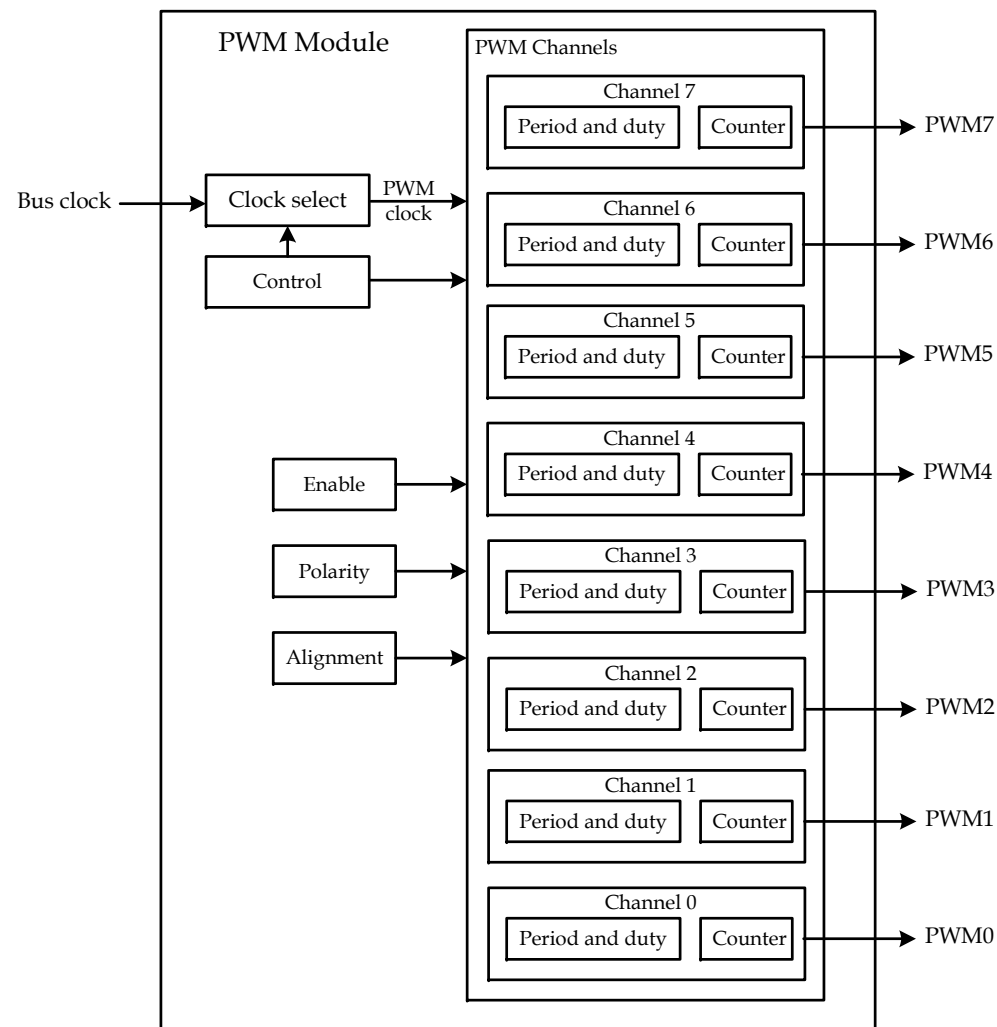 PWM Module
PWM Channels
Channel 7
Period and duty
Counter
PWM7
Bus clock
Clock select
PWM
clock
Channel 6
Period and duty
Counter
PWM6
Control
Channel 5
Period and duty
Counter
PWM5
Channel 4
Period and duty
Counter
PWM4
Enable
Channel 3
Period and duty
Counter
PWM3
Polarity
Alignment
Channel 2
Period and duty
Counter
PWM2
Channel 1
Period and duty
Counter
PWM1
Channel 0
Period and duty
Counter
PWM0